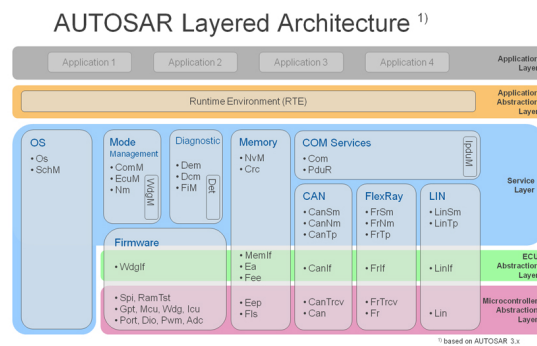 AUTOSAR Layered Architecture 1)
Application 1
Application 2
Application 3
Application 4
Application
Layer
Runtime Environment (RTE)
Application
Abstraction
Layer
OS
• Os
• SchM
Mode
Management
• ComM
• EcuM
• Nm
WdgM
Diagnostic
• Dem
• Dcm
• FiM
Det
Memory
• NvM
• Crc
COM Services
• Com
• PduR
IpduM
Service
Layer
CAN
• CanSm
• CanNm
• CanTp
FlexRay
• FrSm
• FrNm
• FrTp
LIN
• LinSm
• LinTp
Firmware
• WdgIf
• MemIf
• Ea
• Fee
• CanIf
• FrIf
• LinIf
ECU
Abstraction
Layer
• Spi, RamTst
• Gpt, Mcu, Wdg, Icu
• Port, Dio, Pwm, Adc
• Eep
• Fls
• CanTrcv
• Can
• FrTrcv
• Fr
• Lin
Microcontroller
Abstraction
Layer
1) based on AUTOSAR 3.x